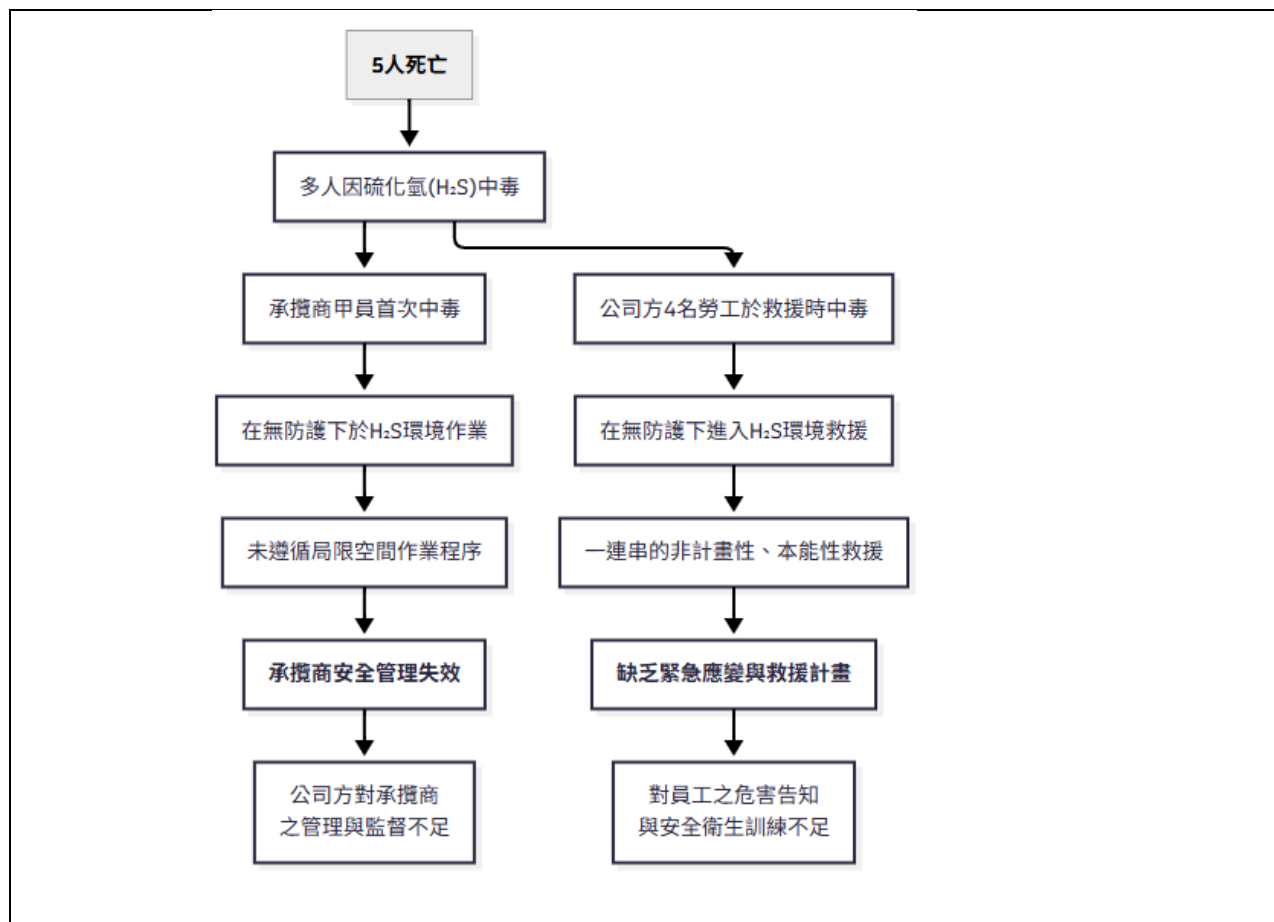 5人死亡
多人因硫化氫(H₂S)中毒
承攬商甲員首次中毒
公司方4名勞工於救援時中毒
在無防護下於H₂S環境作業
在無防護下進入H₂S環境救援
未遵循局限空間作業程序
一連串的非計畫性、本能性救援
承攬商安全管理失效
缺乏緊急應變與救援計畫
公司方對承攬商
之管理與監督不足
對員工之危害告知
與安全衛生訓練不足